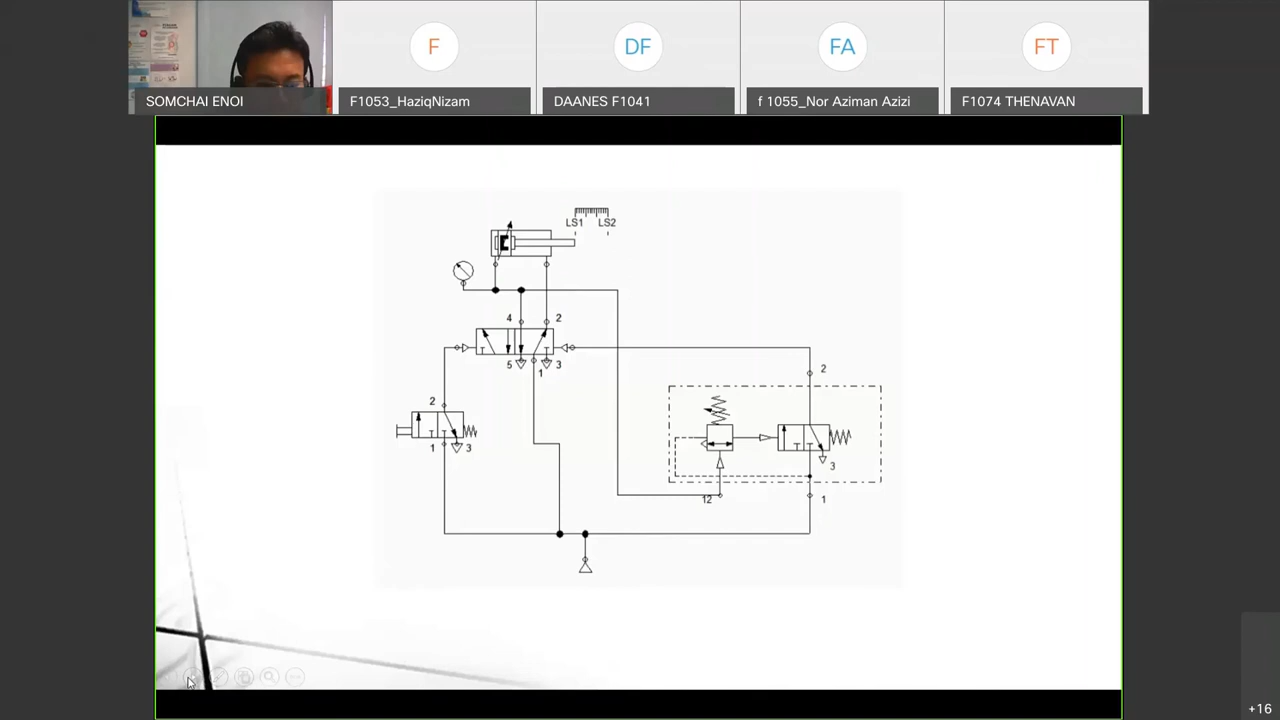 F
DF
FA
FT
SOMCHAI ENOI
F1053_HaziqNizam
DAANES F1041
f 1055_Nor Aziman Azizi
F1074 THENAVAN
LS1 LS2
4 2
5 1 3
2
2
1 3
3
12 1
+16